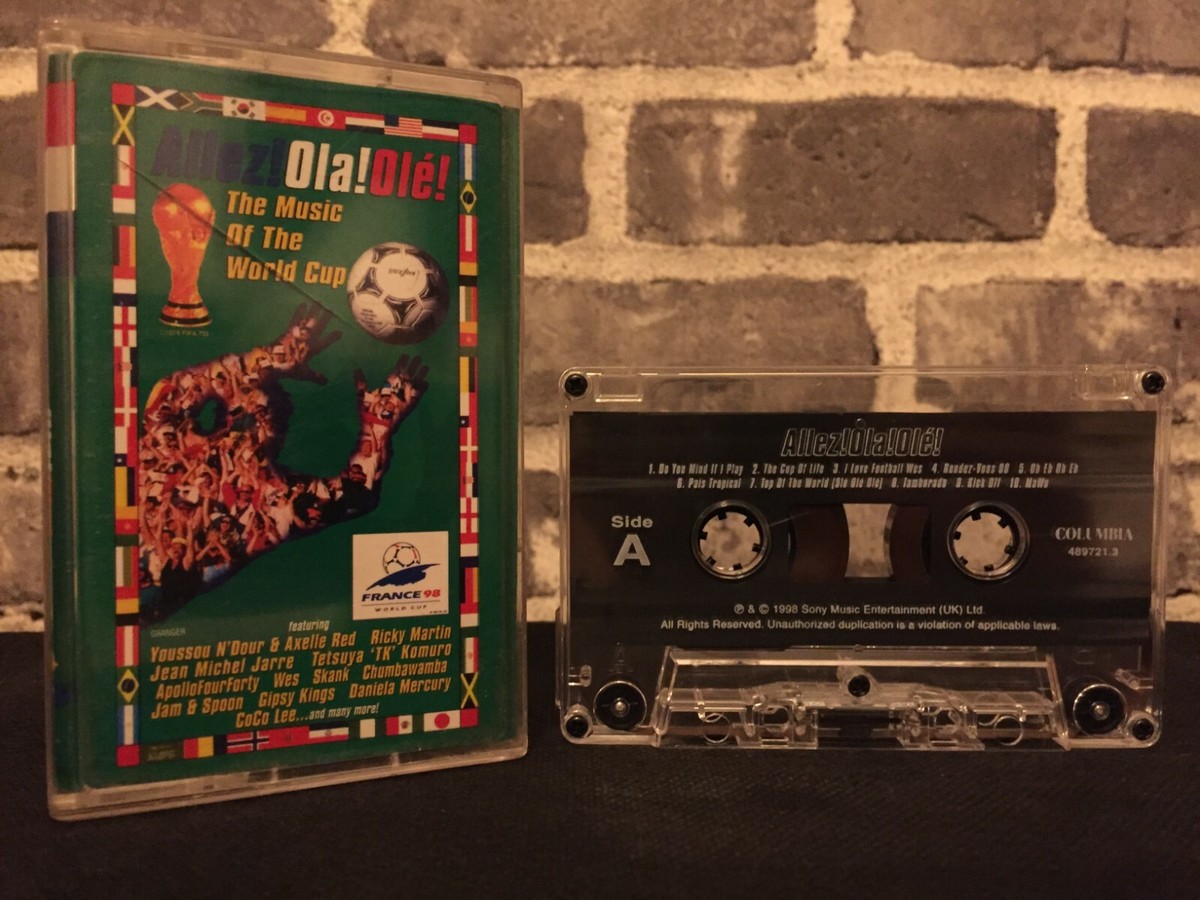 Allez!Ola!Olé!
The Music
Of The
World Cup
FRANCE 98
WORLD CUP
GRAINGER
featuring
Youssou N'Dour & Axelle Red Ricky Martin
Jean Michel Jarre Tetsuya 'TK' Komuro
ApolloFourForty Wes Skank Chumbawamba
Jam & Spoon Gipsy Kings Daniela Mercury
CoCo Lee...and many more!
Allez!Ola!Olé!
1. Do You Mind If I Play 2. The Cup Of Life 3. I Love Football Wes 4. Rendez-Vous 98 5. Oh Eh Oh Eh
6. Pais Tropical 7. Top Of The World (Olé Olé Olé) 8. Tamborada 9. Kick Off 10. MaWu
Side
A
COLUMBIA
489721.3
℗ & © 1998 Sony Music Entertainment (UK) Ltd.
All Rights Reserved. Unauthorized duplication is a violation of applicable laws.